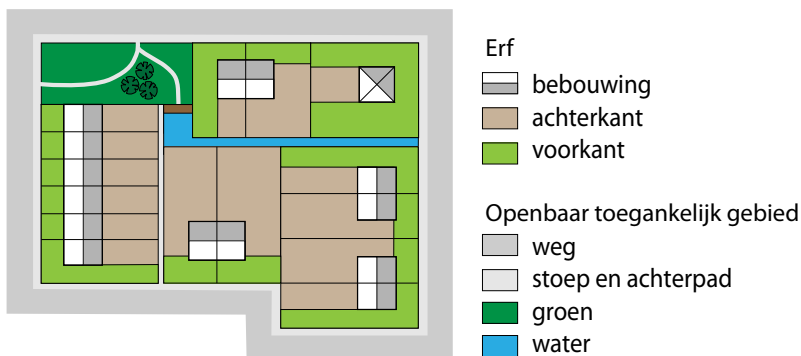 Erf
bebouwing
achterkant
voorkant
Openbaar toegankelijk gebied
weg
stoep en achterpad
groen
water